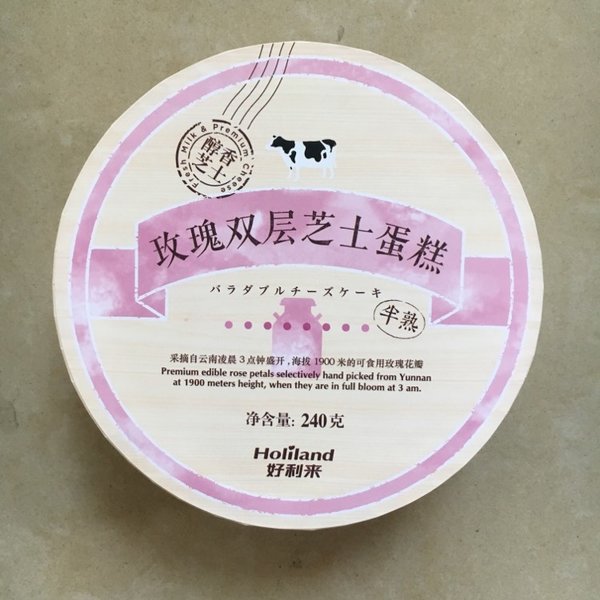 醇香
芝士
Fresh Milk & Premium Cheese
玫瑰双层芝士蛋糕
バラダブルチーズケーキ
半熟
采摘自云南凌晨3点钟盛开,海拔1900米的可食用玫瑰花瓣
Premium edible rose petals selectively hand picked from Yunnan
at 1900 meters height, when they are in full bloom at 3 am.
净含量: 240克
Holiland
好利来